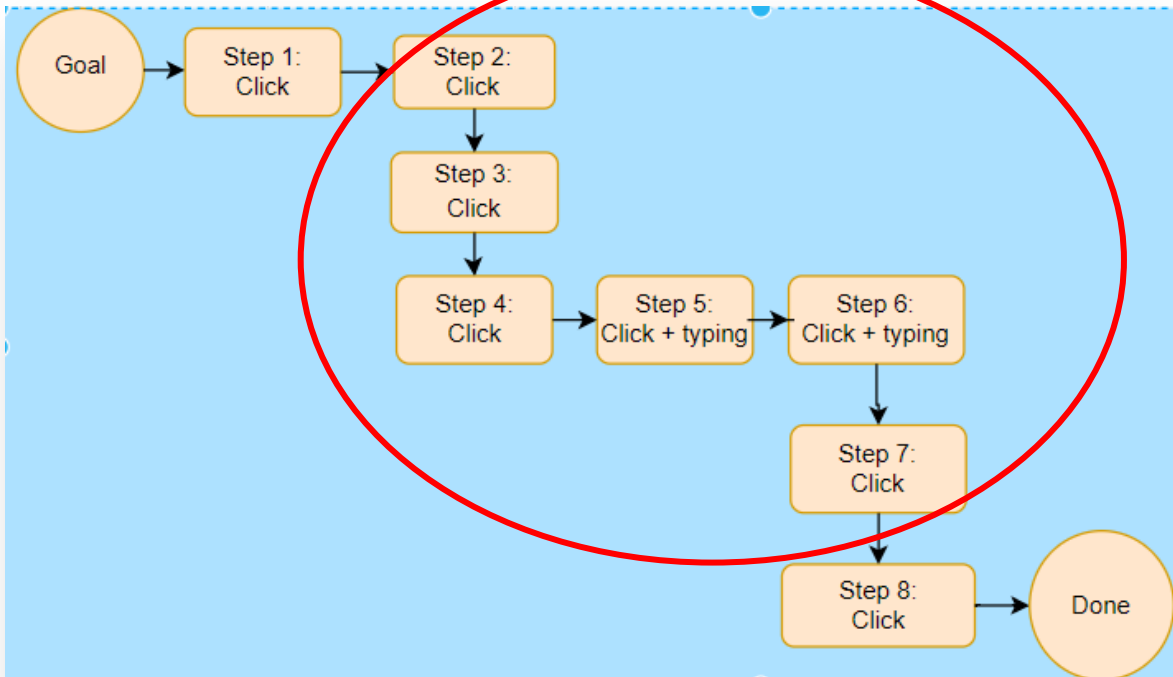 Goal
Step 1:
Click
Step 2:
Click
Step 3:
Click
Step 4:
Click
Step 5:
Click + typing
Step 6:
Click + typing
Step 7:
Click
Step 8:
Click
Done